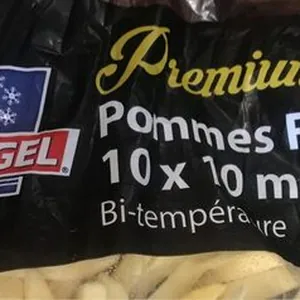 Premium
Pommes F
GEL®
10 x 10 m
Bi-température